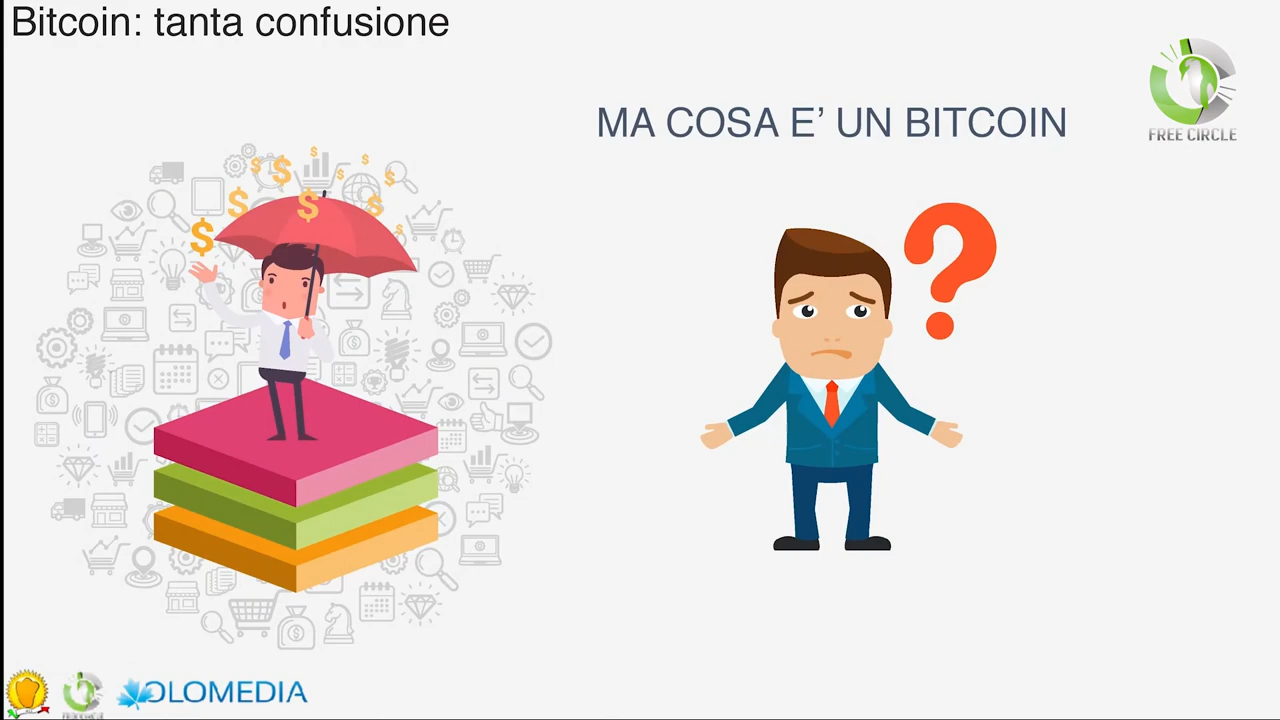 Bitcoin: tanta confusione
MA COSA E’ UN BITCOIN
FREE CIRCLE
OLOMEDIA